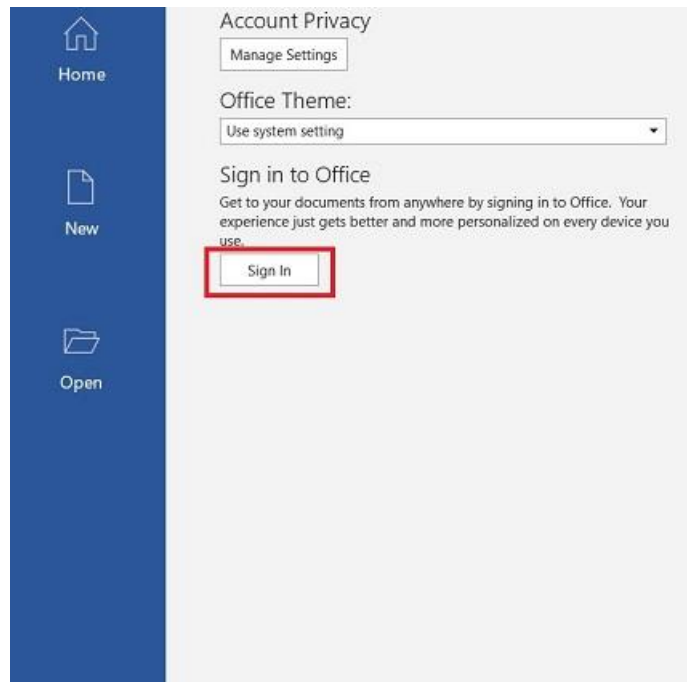 Home
New
Open
Account Privacy
Manage Settings
Office Theme:
Use system setting
Sign in to Office
Get to your documents from anywhere by signing in to Office. Your
experience just gets better and more personalized on every device you
use.
Sign In